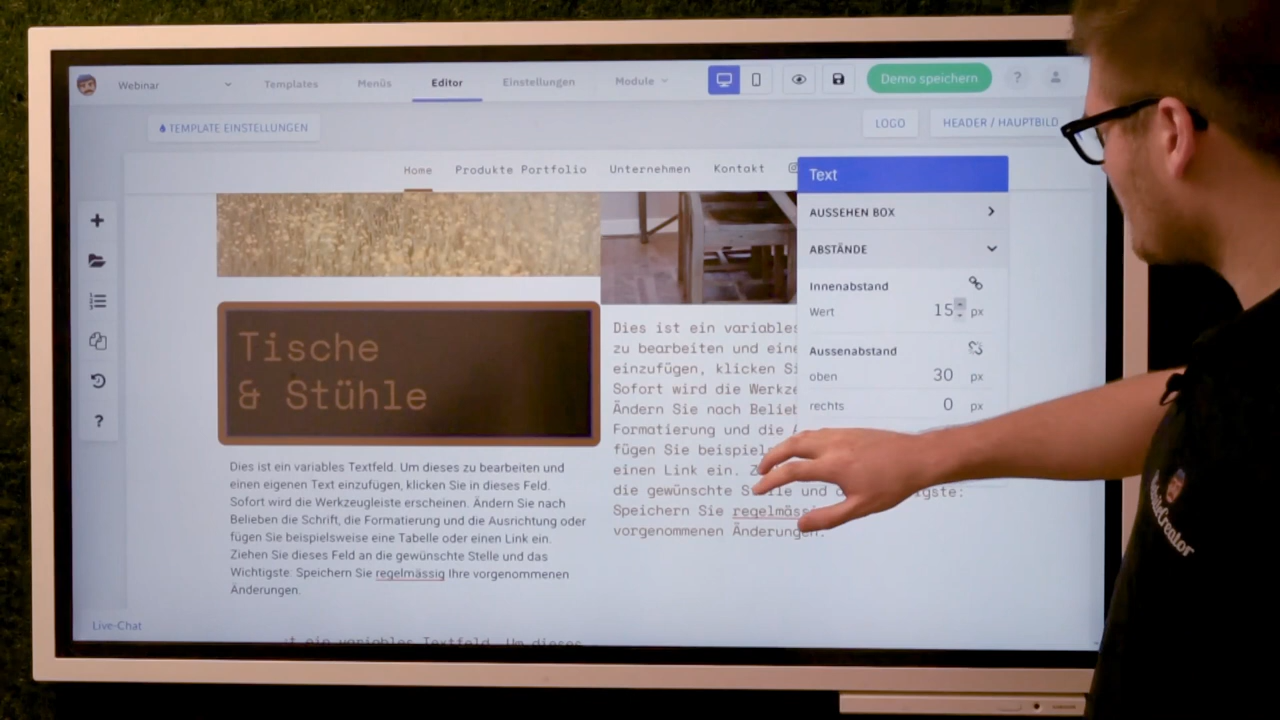 Webinar
Templates
Menüs
Editor
Einstellungen
Module
Demo speichern
?
TEMPLATE EINSTELLUNGEN
LOGO
HEADER / HAUPTBILD
Home
Produkte Portfolio
Unternehmen
Kontakt
Text
AUSSEHEN BOX
ABSTÄNDE
Innenabstand
Wert 15 px
Aussenabstand
oben 30 px
rechts 0 px
?
Tische
& Stühle
Dies ist ein variables Textfeld. Um dieses zu bearbeiten und
einen eigenen Text einzufügen, klicken Sie in dieses Feld.
Sofort wird die Werkzeugleiste erscheinen. Ändern Sie nach
Belieben die Schrift, die Formatierung und die Ausrichtung oder
fügen Sie beispielsweise eine Tabelle oder einen Link ein.
Ziehen Sie dieses Feld an die gewünschte Stelle und das
Wichtigste: Speichern Sie regelmässig Ihre vorgenommenen
Änderungen.
Dies ist ein variables
zu bearbeiten und eine
einzufügen, klicken Si
Sofort wird die Werkze
Ändern Sie nach Belieb
Formatierung und die
fügen Sie beispiels
einen Link ein.
die gewünschte und
Speichern Sie regelmäss
vorgenommenen Änderungen.
ein variables Textfeld. Um dieses
Live-Chat